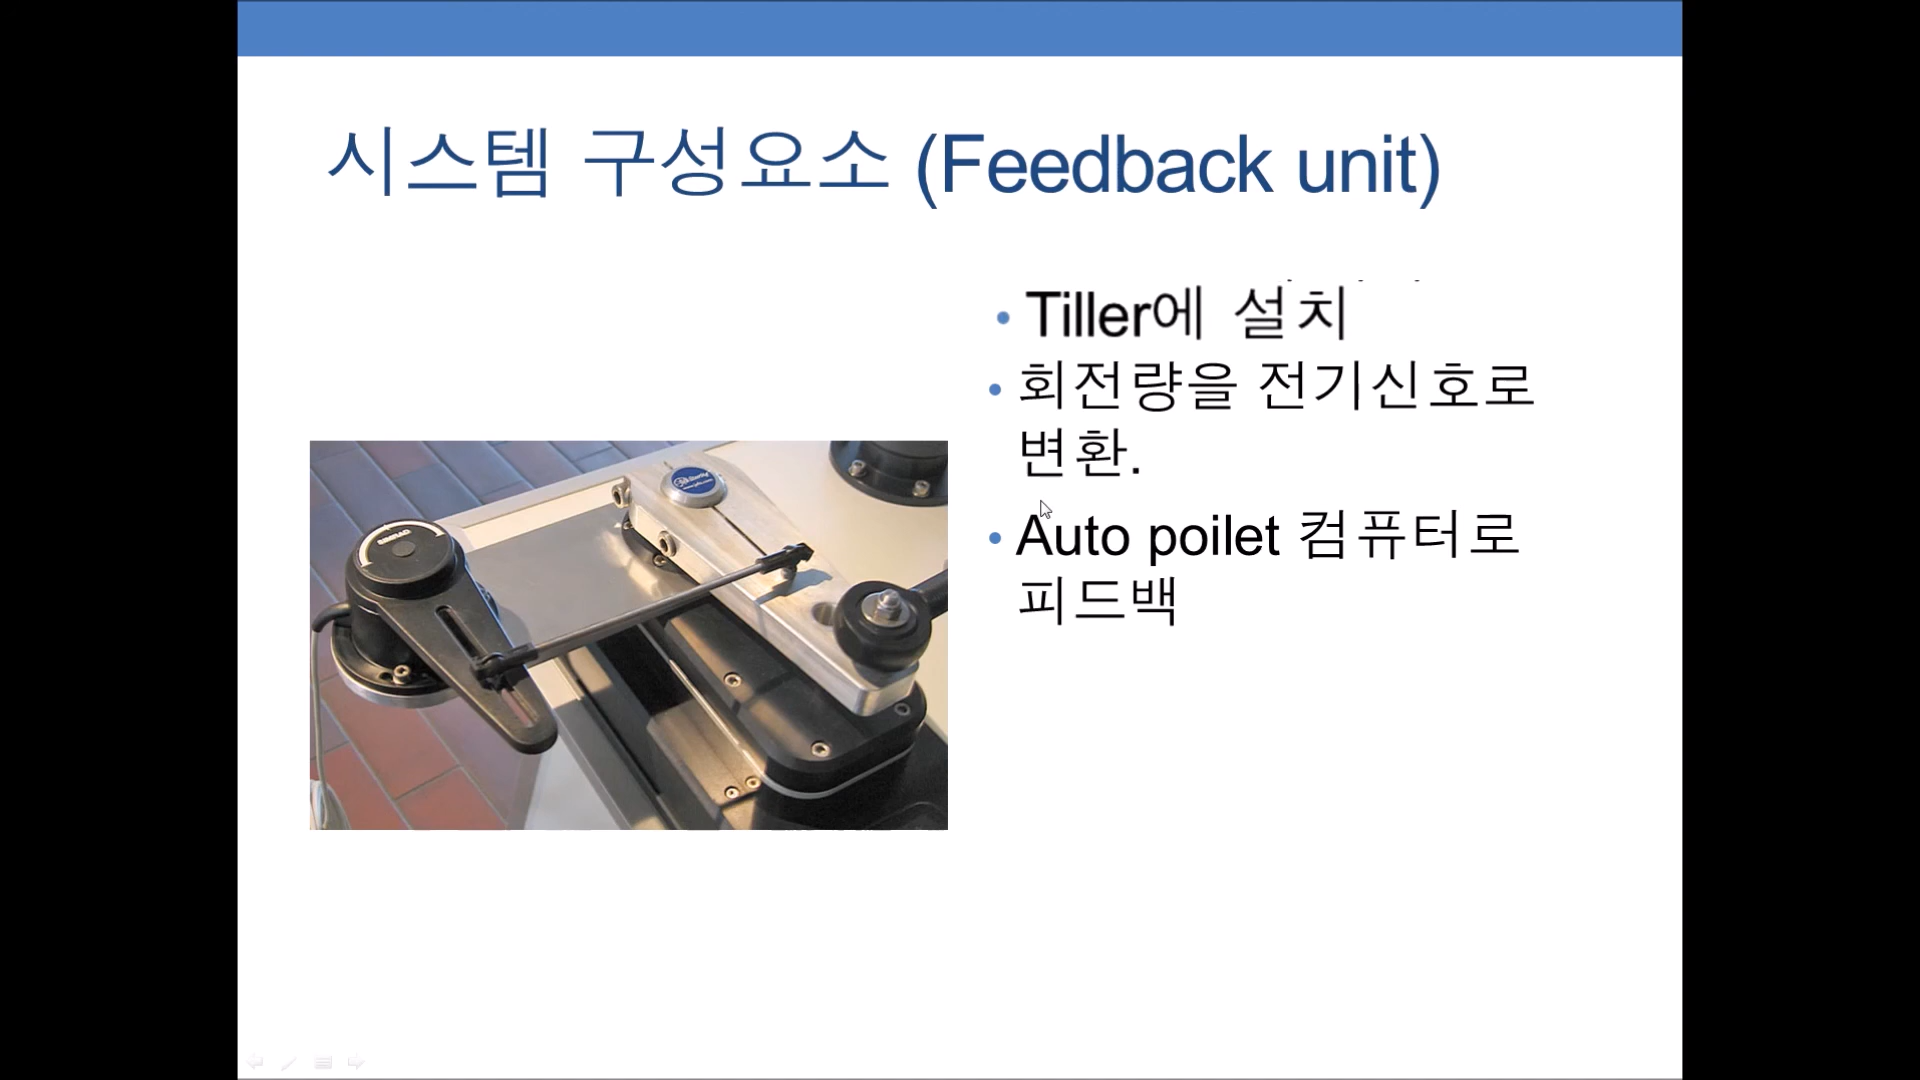 시스템 구성요소 (Feedback unit)
• Tiller에 설치
• 회전량을 전기신호로
변환.
• Auto poilet 컴퓨터로
피드백
SIMRAD